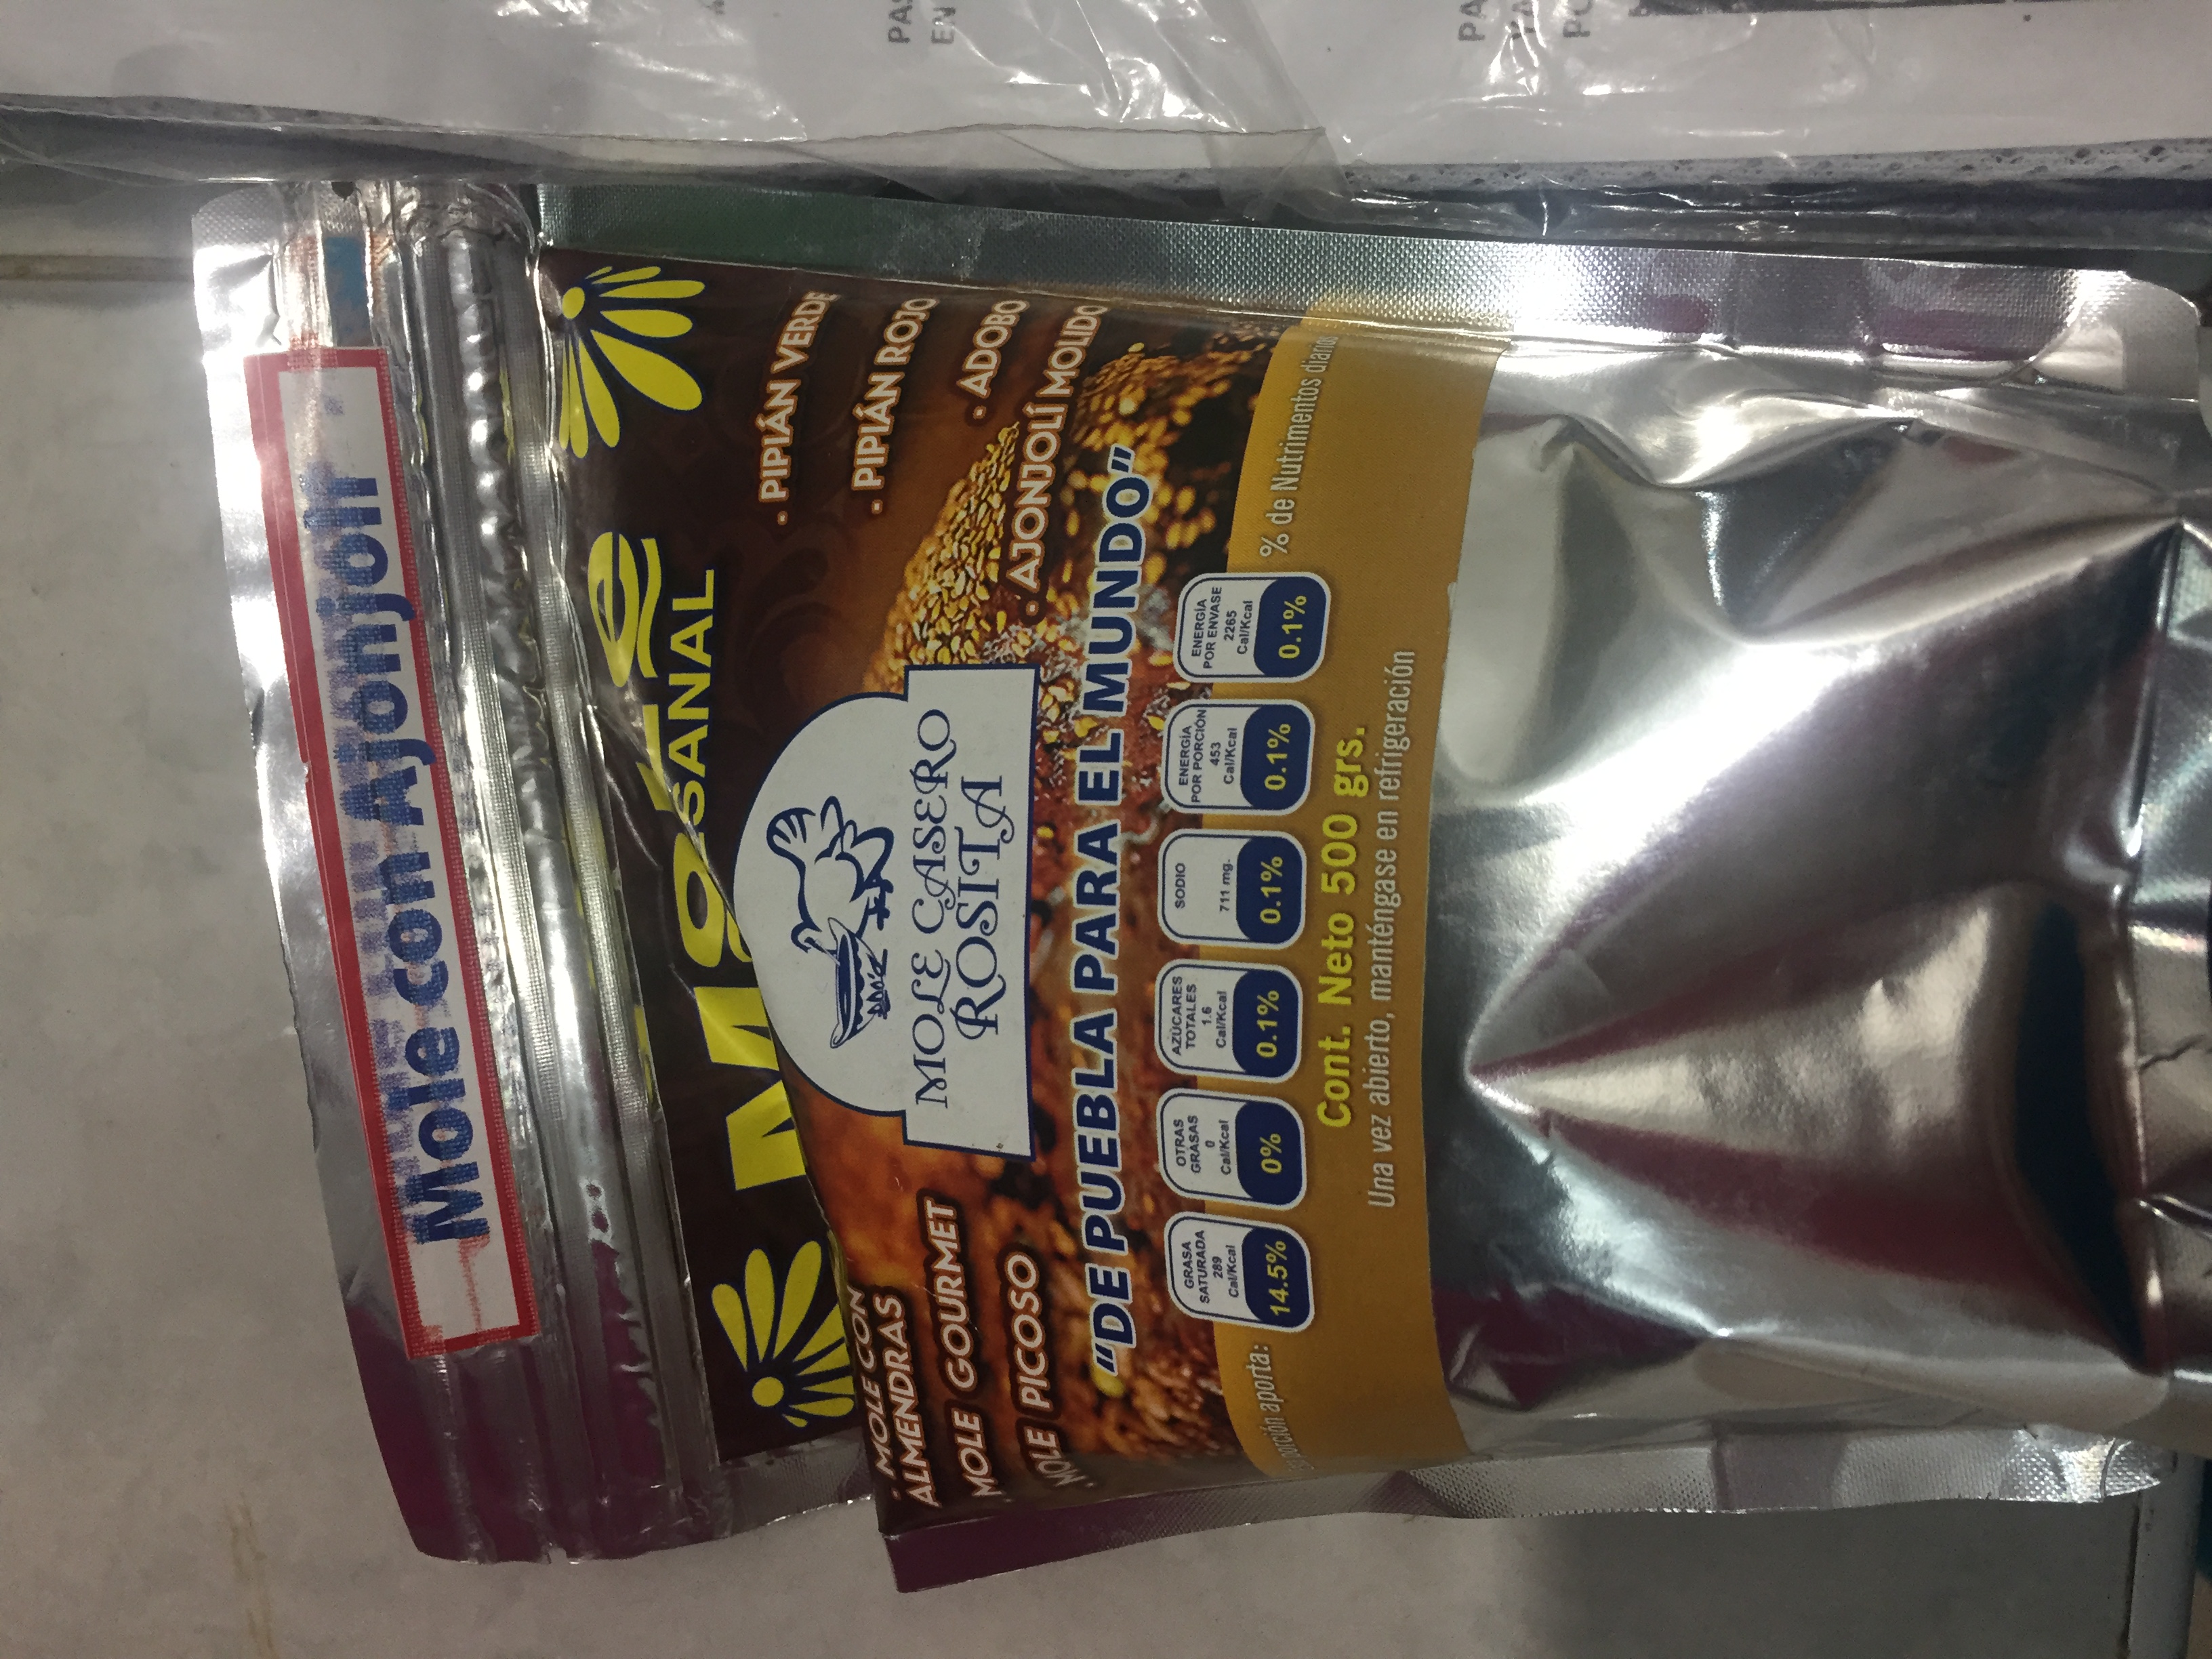 Mole con Ajonjolí
Mole
SANAL
· MOLE CON
ALMENDRAS
MOLE GOURMET
MOLE PICOSO
· PIPIÁN VERDE
· PIPIÁN ROJO
· ADOBO
· AJONJOLÍ MOLIDO
MOLE CASERO
ROSITA
"DE PUEBLA PARA EL MUNDO"
aporta:
GRASA
SATURADA
289
Cal/Kcal
14.5%
OTRAS
GRASAS
0
Cal/Kcal
0%
AZÚCARES
TOTALES
1.6
Cal/Kcal
0.1%
SODIO
711 mg.
0.1%
ENERGÍA
POR PORCIÓN
453
Cal/Kcal
0.1%
ENERGÍA
POR ENVASE
2265
Cal/Kcal
0.1%
% de Nutrimentos diarios
Cont. Neto 500 grs.
Una vez abierto, manténgase en refrigeración